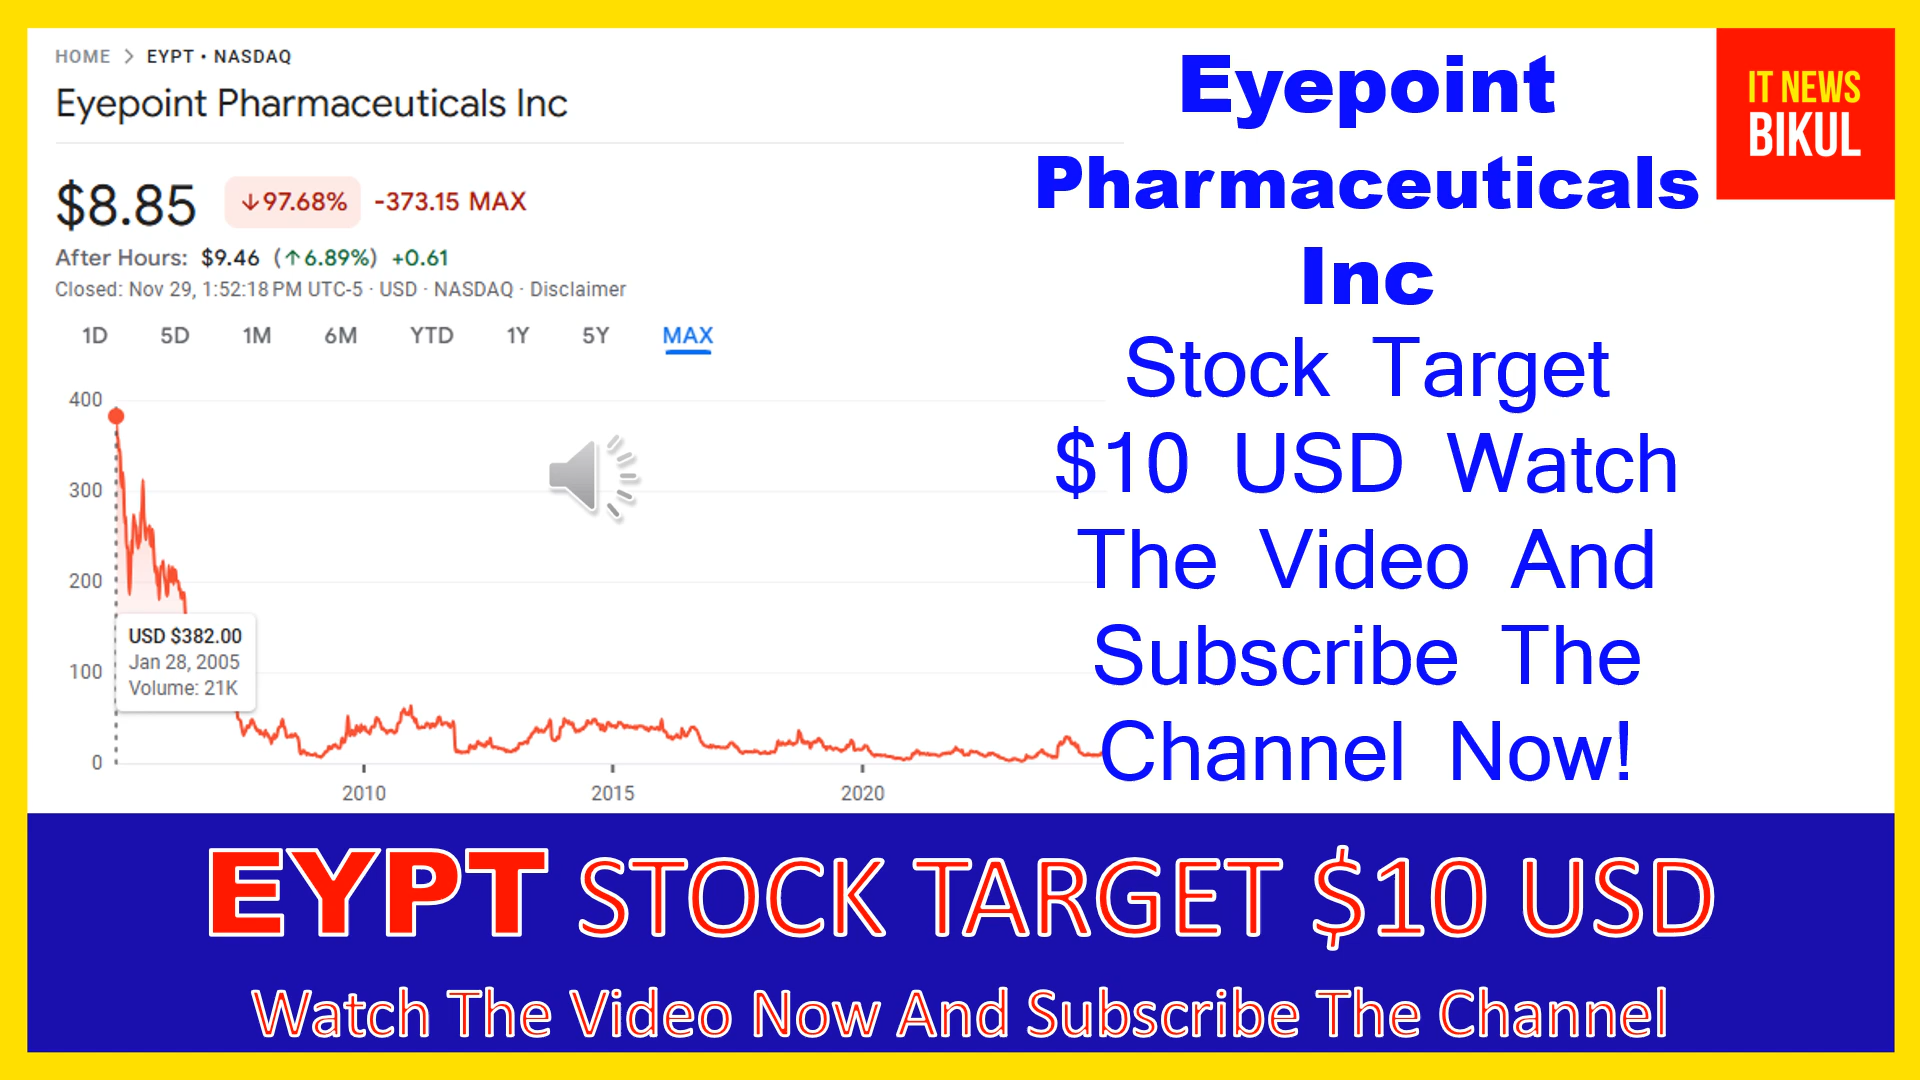 HOME > EYPT • NASDAQ
Eyepoint Pharmaceuticals Inc
$8.85 ↓97.68% -373.15 MAX
After Hours: $9.46 (↑6.89%) +0.61
Closed: Nov 29, 1:52:18 PM UTC-5 · USD · NASDAQ · Disclaimer
1D 5D 1M 6M YTD 1Y 5Y MAX
400
300
200
100
0
USD $382.00
Jan 28, 2005
Volume: 21K
2010 2015 2020
Eyepoint
Pharmaceuticals
Inc
Stock Target
$10 USD Watch
The Video And
Subscribe The
Channel Now!
IT NEWS
BIKUL
EYPT STOCK TARGET $10 USD
Watch The Video Now And Subscribe The Channel